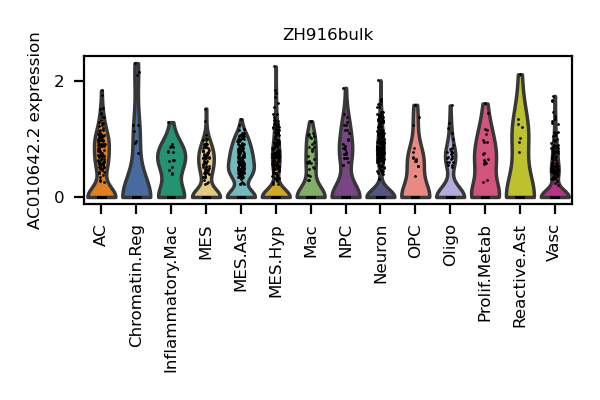 ZH916bulk
AC010642.2 expression
2
0
AC
Chromatin.Reg
Inflammatory.Mac
MES
MES.Ast
MES.Hyp
Mac
NPC
Neuron
OPC
Oligo
Prolif.Metab
Reactive.Ast
Vasc